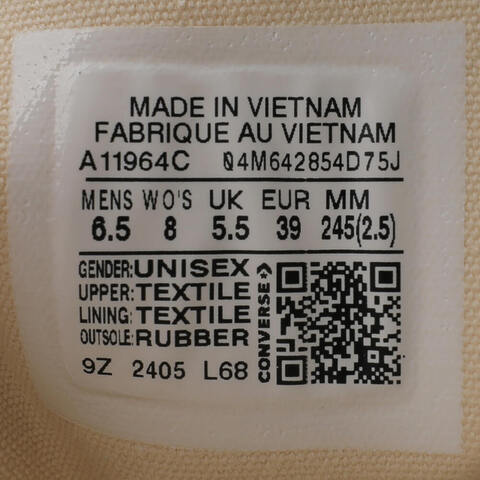 MADE IN VIETNAM
FABRIQUE AU VIETNAM
A11964C 04M642854D75J
MENS WO'S UK EUR MM
6.5 8 5.5 39 245(2.5)
GENDER:UNISEX
UPPER:TEXTILE
LINING:TEXTILE
OUTSOLE:RUBBER
CONVERSE
9Z 2405 L68